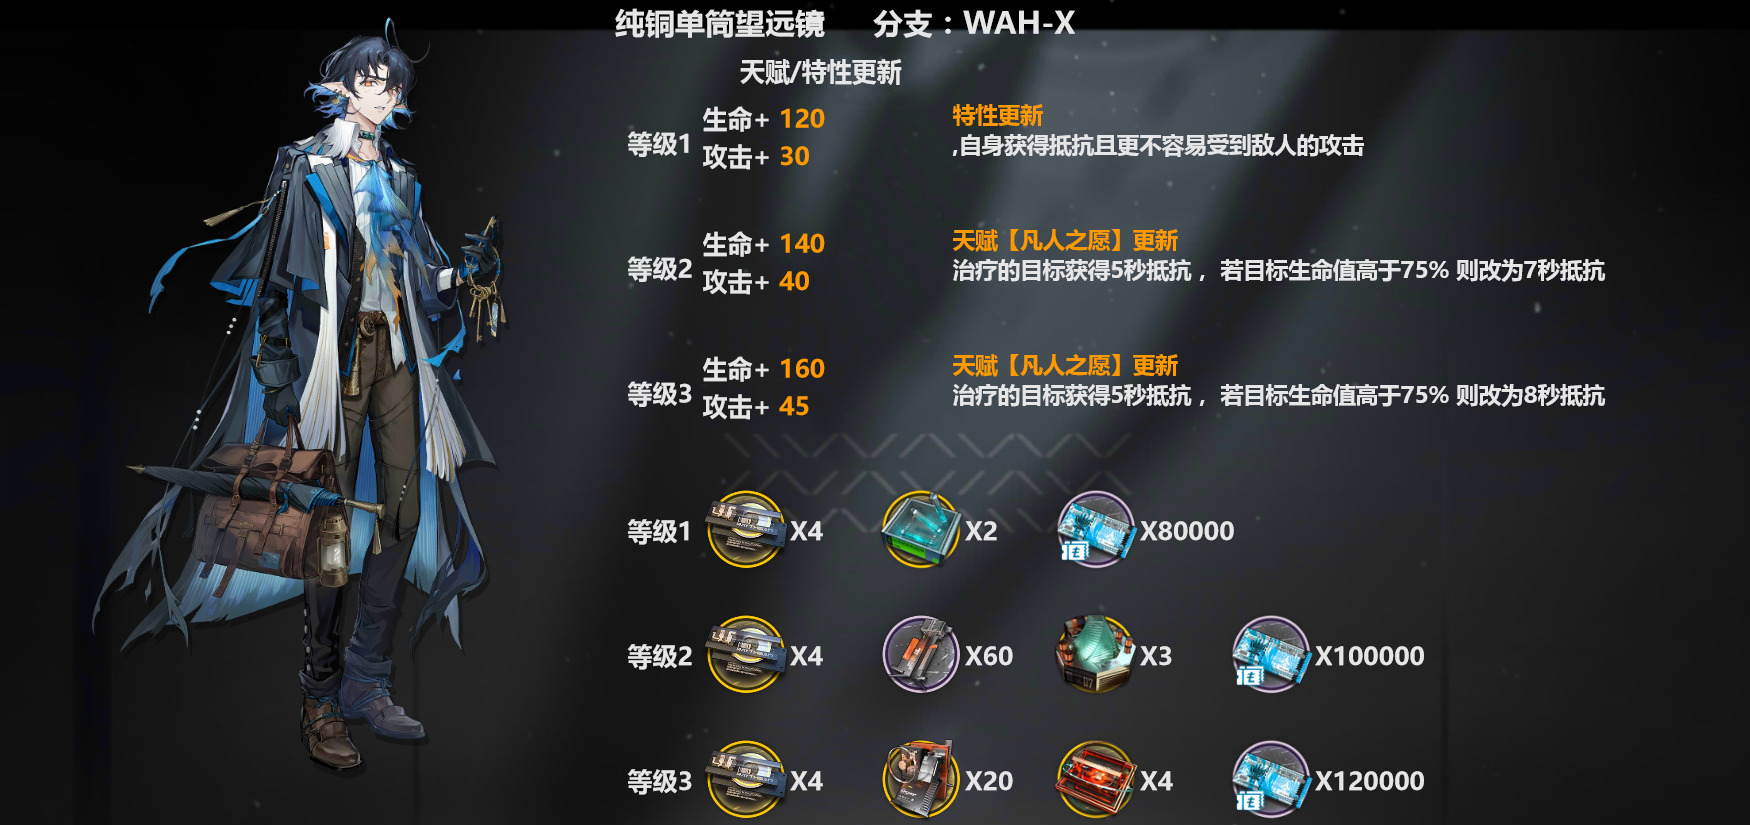 纯铜单筒望远镜 分支：WAH-X
天赋/特性更新
等级1
生命+ 120
攻击+ 30
特性更新
,自身获得抵抗且更不容易受到敌人的攻击
等级2
生命+ 140
攻击+ 40
天赋【凡人之愿】更新
治疗的目标获得5秒抵抗， 若目标生命值高于75% 则改为7秒抵抗
等级3
生命+ 160
攻击+ 45
天赋【凡人之愿】更新
治疗的目标获得5秒抵抗， 若目标生命值高于75% 则改为8秒抵抗
等级1 X4 X2 X80000
等级2 X4 X60 X3 X100000
等级3 X4 X20 X4 X120000